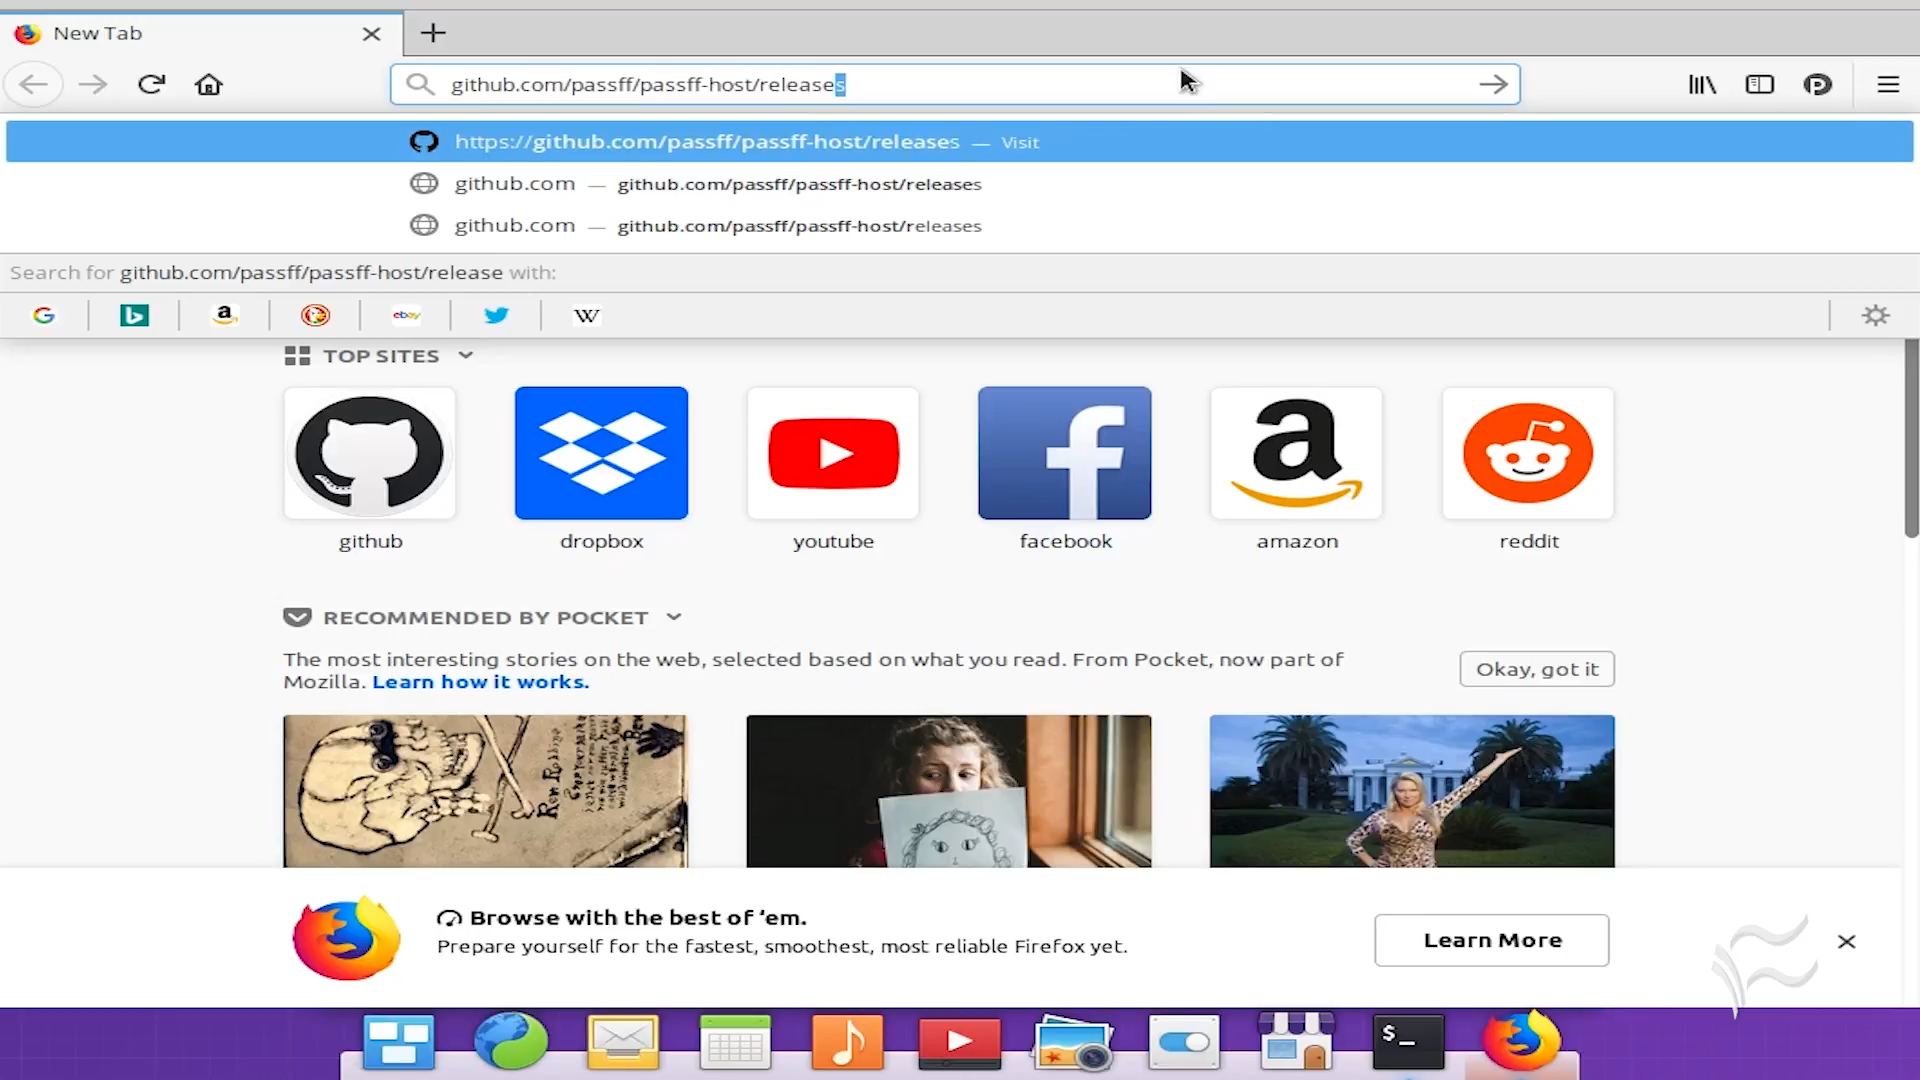 New Tab
github.com/passff/passff-host/releases
https://github.com/passff/passff-host/releases — Visit
github.com — github.com/passff/passff-host/releases
github.com — github.com/passff/passff-host/releases
Search for github.com/passff/passff-host/release with:
ebay
W
TOP SITES
github
dropbox
youtube
facebook
amazon
reddit
RECOMMENDED BY POCKET
The most interesting stories on the web, selected based on what you read. From Pocket, now part of
Mozilla. Learn how it works.
Okay, got it
Browse with the best of ‘em.
Prepare yourself for the fastest, smoothest, most reliable Firefox yet.
Learn More
$_